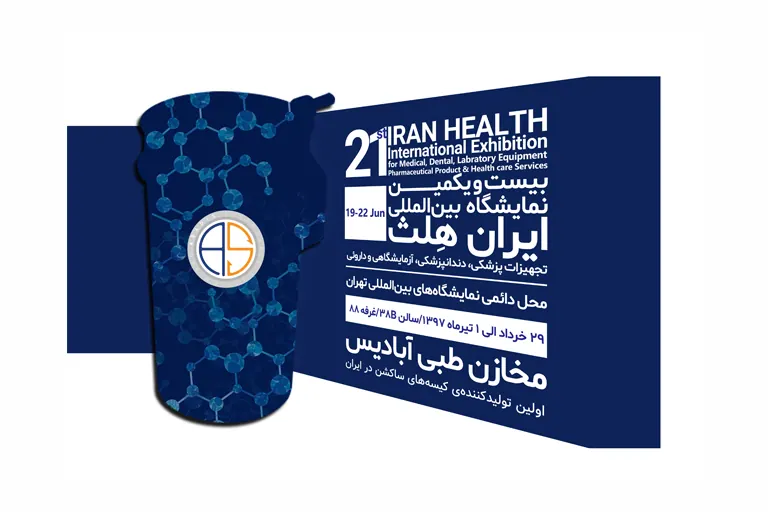 21st IRAN HEALTH
International Exhibition
for Medical, Dental, Labratory Equipment
Pharmaceutical Product & Health care Services
19-22 Jun
بیست و یکمین
نمایشگاه بین‌المللی
ایران هِلث
تجهیزات پزشکی، دندانپزشکی، آزمایشگاهی و داروئی
محل دائمی نمایشگاه‌های بین‌المللی تهران
۲۹ خرداد الی ۱ تیرماه ۱۳۹۷/سالن ۳۸B/غرفه ۸۸
مخازن طبی آبادیس
اولین تولیدکننده‌ی کیسه‌های ساکشن در ایران
AS